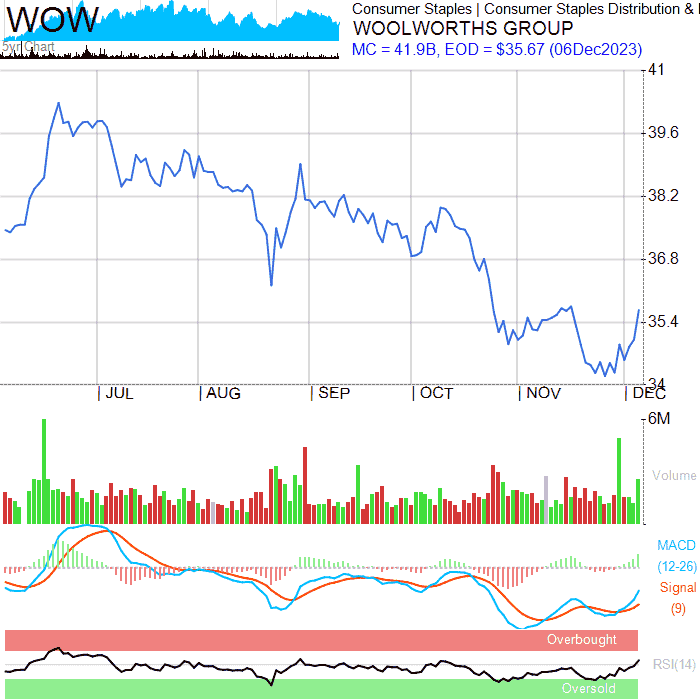 WOW
5yr Chart
Consumer Staples | Consumer Staples Distribution &
WOOLWORTHS GROUP
MC = 41.9B, EOD = $35.67 (06Dec2023)
41
39.6
38.2
36.8
35.4
34
JUL AUG SEP OCT NOV DEC
6M
Volume
MACD
(12-26)
Signal
(9)
Overbought
RSI(14)
Oversold